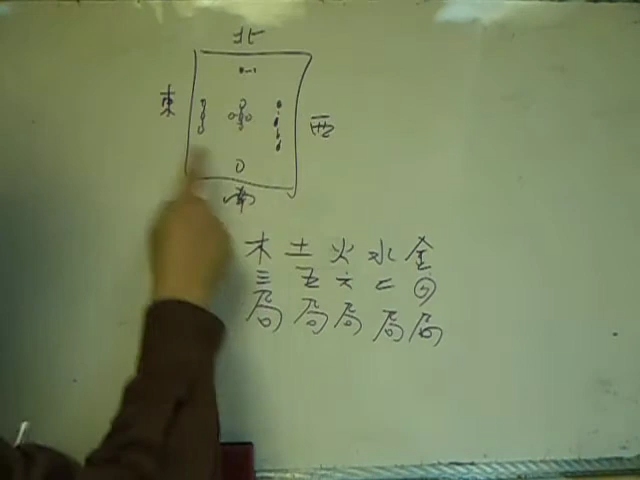 北
東
西
南
木 土 火 水 金
三 五 六 二 四
局 局 局 局 局